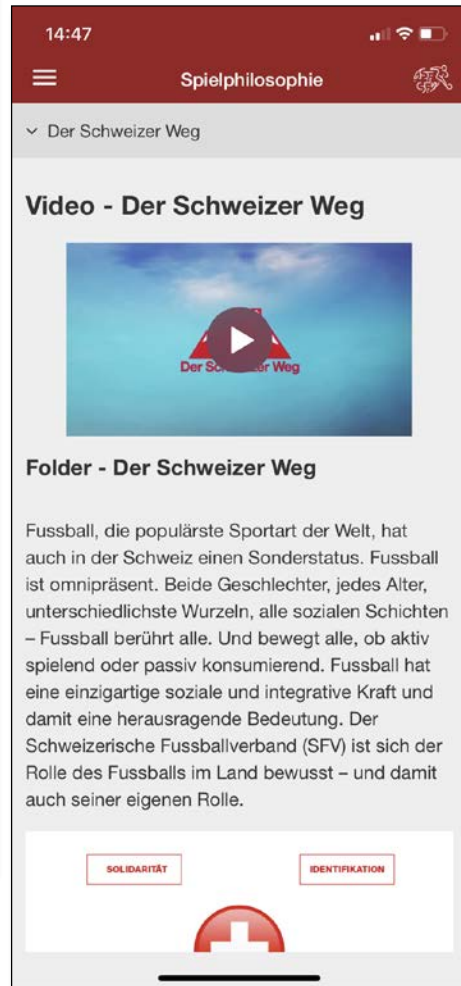 14:47
Spielphilosophie
Der Schweizer Weg
Video - Der Schweizer Weg
Der Sc er Weg
Folder - Der Schweizer Weg
Fussball, die populärste Sportart der Welt, hat
auch in der Schweiz einen Sonderstatus. Fussball
ist omnipräsent. Beide Geschlechter, jedes Alter,
unterschiedlichste Wurzeln, alle sozialen Schichten
– Fussball berührt alle. Und bewegt alle, ob aktiv
spielend oder passiv konsumierend. Fussball hat
eine einzigartige soziale und integrative Kraft und
damit eine herausragende Bedeutung. Der
Schweizerische Fussballverband (SFV) ist sich der
Rolle des Fussballs im Land bewusst – und damit
auch seiner eigenen Rolle.
SOLIDARITÄT
IDENTIFIKATION